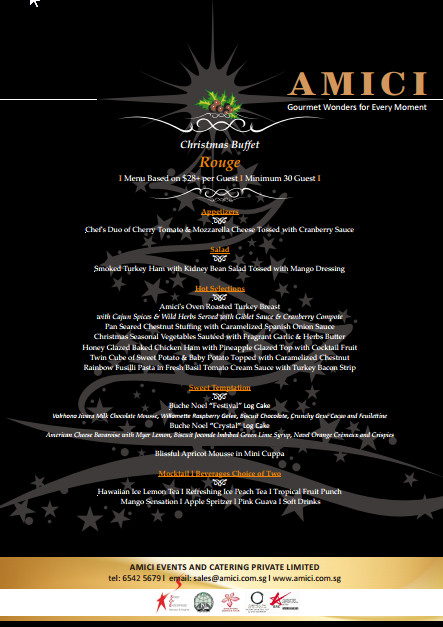 AMICI
Gourmet Wonders for Every Moment
Christmas Buffet
Rouge
I Menu Based on $28+ per Guest I Minimum 30 Guest I
Appetizers
Chef's Duo of Cherry Tomato & Mozzarella Cheese Tossed with Cranberry Sauce
Salad
Smoked Turkey Ham with Kidney Bean Salad Tossed with Mango Dressing
Hot Selections
Amici's Oven Roasted Turkey Breast
with Cajun Spices & Wild Herbs Served with Giblet Sauce & Cranberry Compote
Pan Seared Chestnut Stuffing with Caramelized Spanish Onion Sauce
Christmas Seasonal Vegetables Sautéed with Fragrant Garlic & Herbs Butter
Honey Glazed Baked Chicken Ham with Pineapple Glazed Top with Cocktail Fruit
Twin Cube of Sweet Potato & Baby Potato Topped with Caramelized Chestnut
Rainbow Fusilli Pasta in Fresh Basil Tomato Cream Sauce with Turkey Bacon Strip
Sweet Temptation
Buche Noel "Festival" Log Cake
Valrhona Jivara Milk Chocolate Mousse, Willamette Raspberry Gelee, Biscuit Chocolate, Crunchy Grue Cacao and Feuilletine
Buche Noel "Crystal" Log Cake
American Cheese Bavaroise with Myer Lemon, Biscuit Joconde Imbibed Green Lime Syrup, Navel Orange Crémeux and Crispies
Blissful Apricot Mousse in Mini Cuppa
Mocktail I Beverages Choice of Two
Hawaiian Ice Lemon Tea I Refreshing Ice Peach Tea I Tropical Fruit Punch
Mango Sensation I Apple Spritzer I Pink Guava I Soft Drinks
AMICI EVENTS AND CATERING PRIVATE LIMITED
tel: 6542 5679 I email: sales@amici.com.sg I www.amici.com.sg